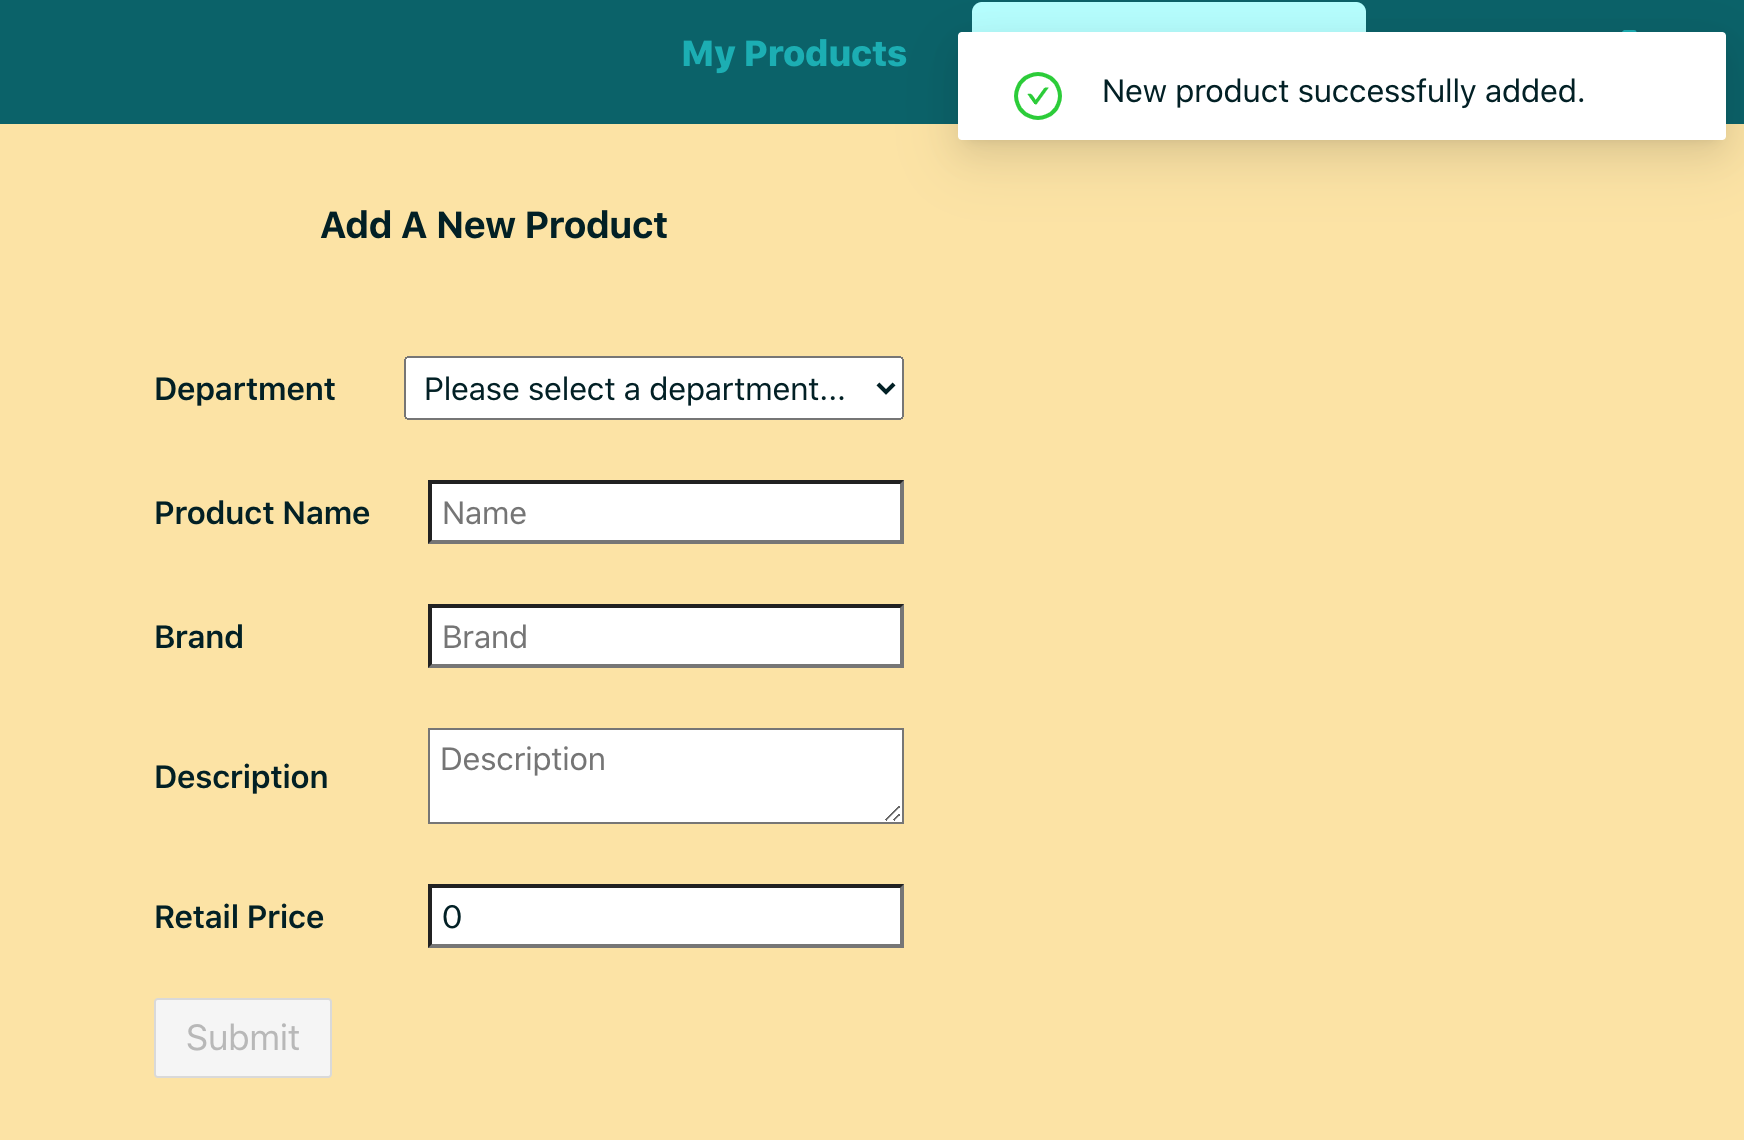 My Products
New product successfully added.
Add A New Product
Department
Please select a department...
Product Name
Name
Brand
Brand
Description
Description
Retail Price
0
Submit